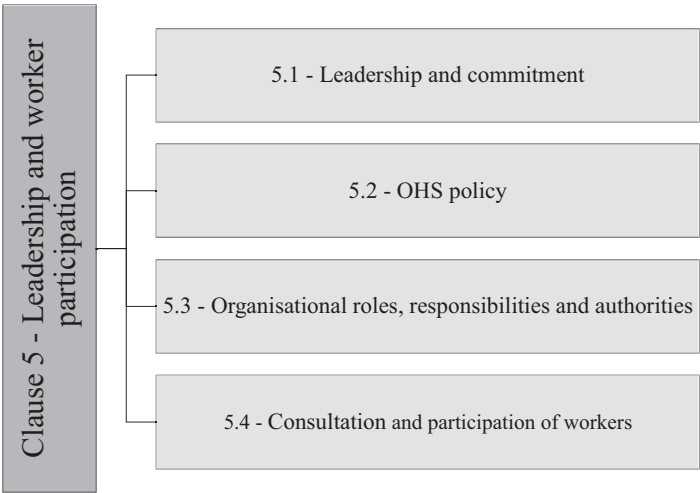 Clause 5 - Leadership and worker
participation
5.1 - Leadership and commitment
5.2 - OHS policy
5.3 - Organisational roles, responsibilities and authorities
5.4 - Consultation and participation of workers